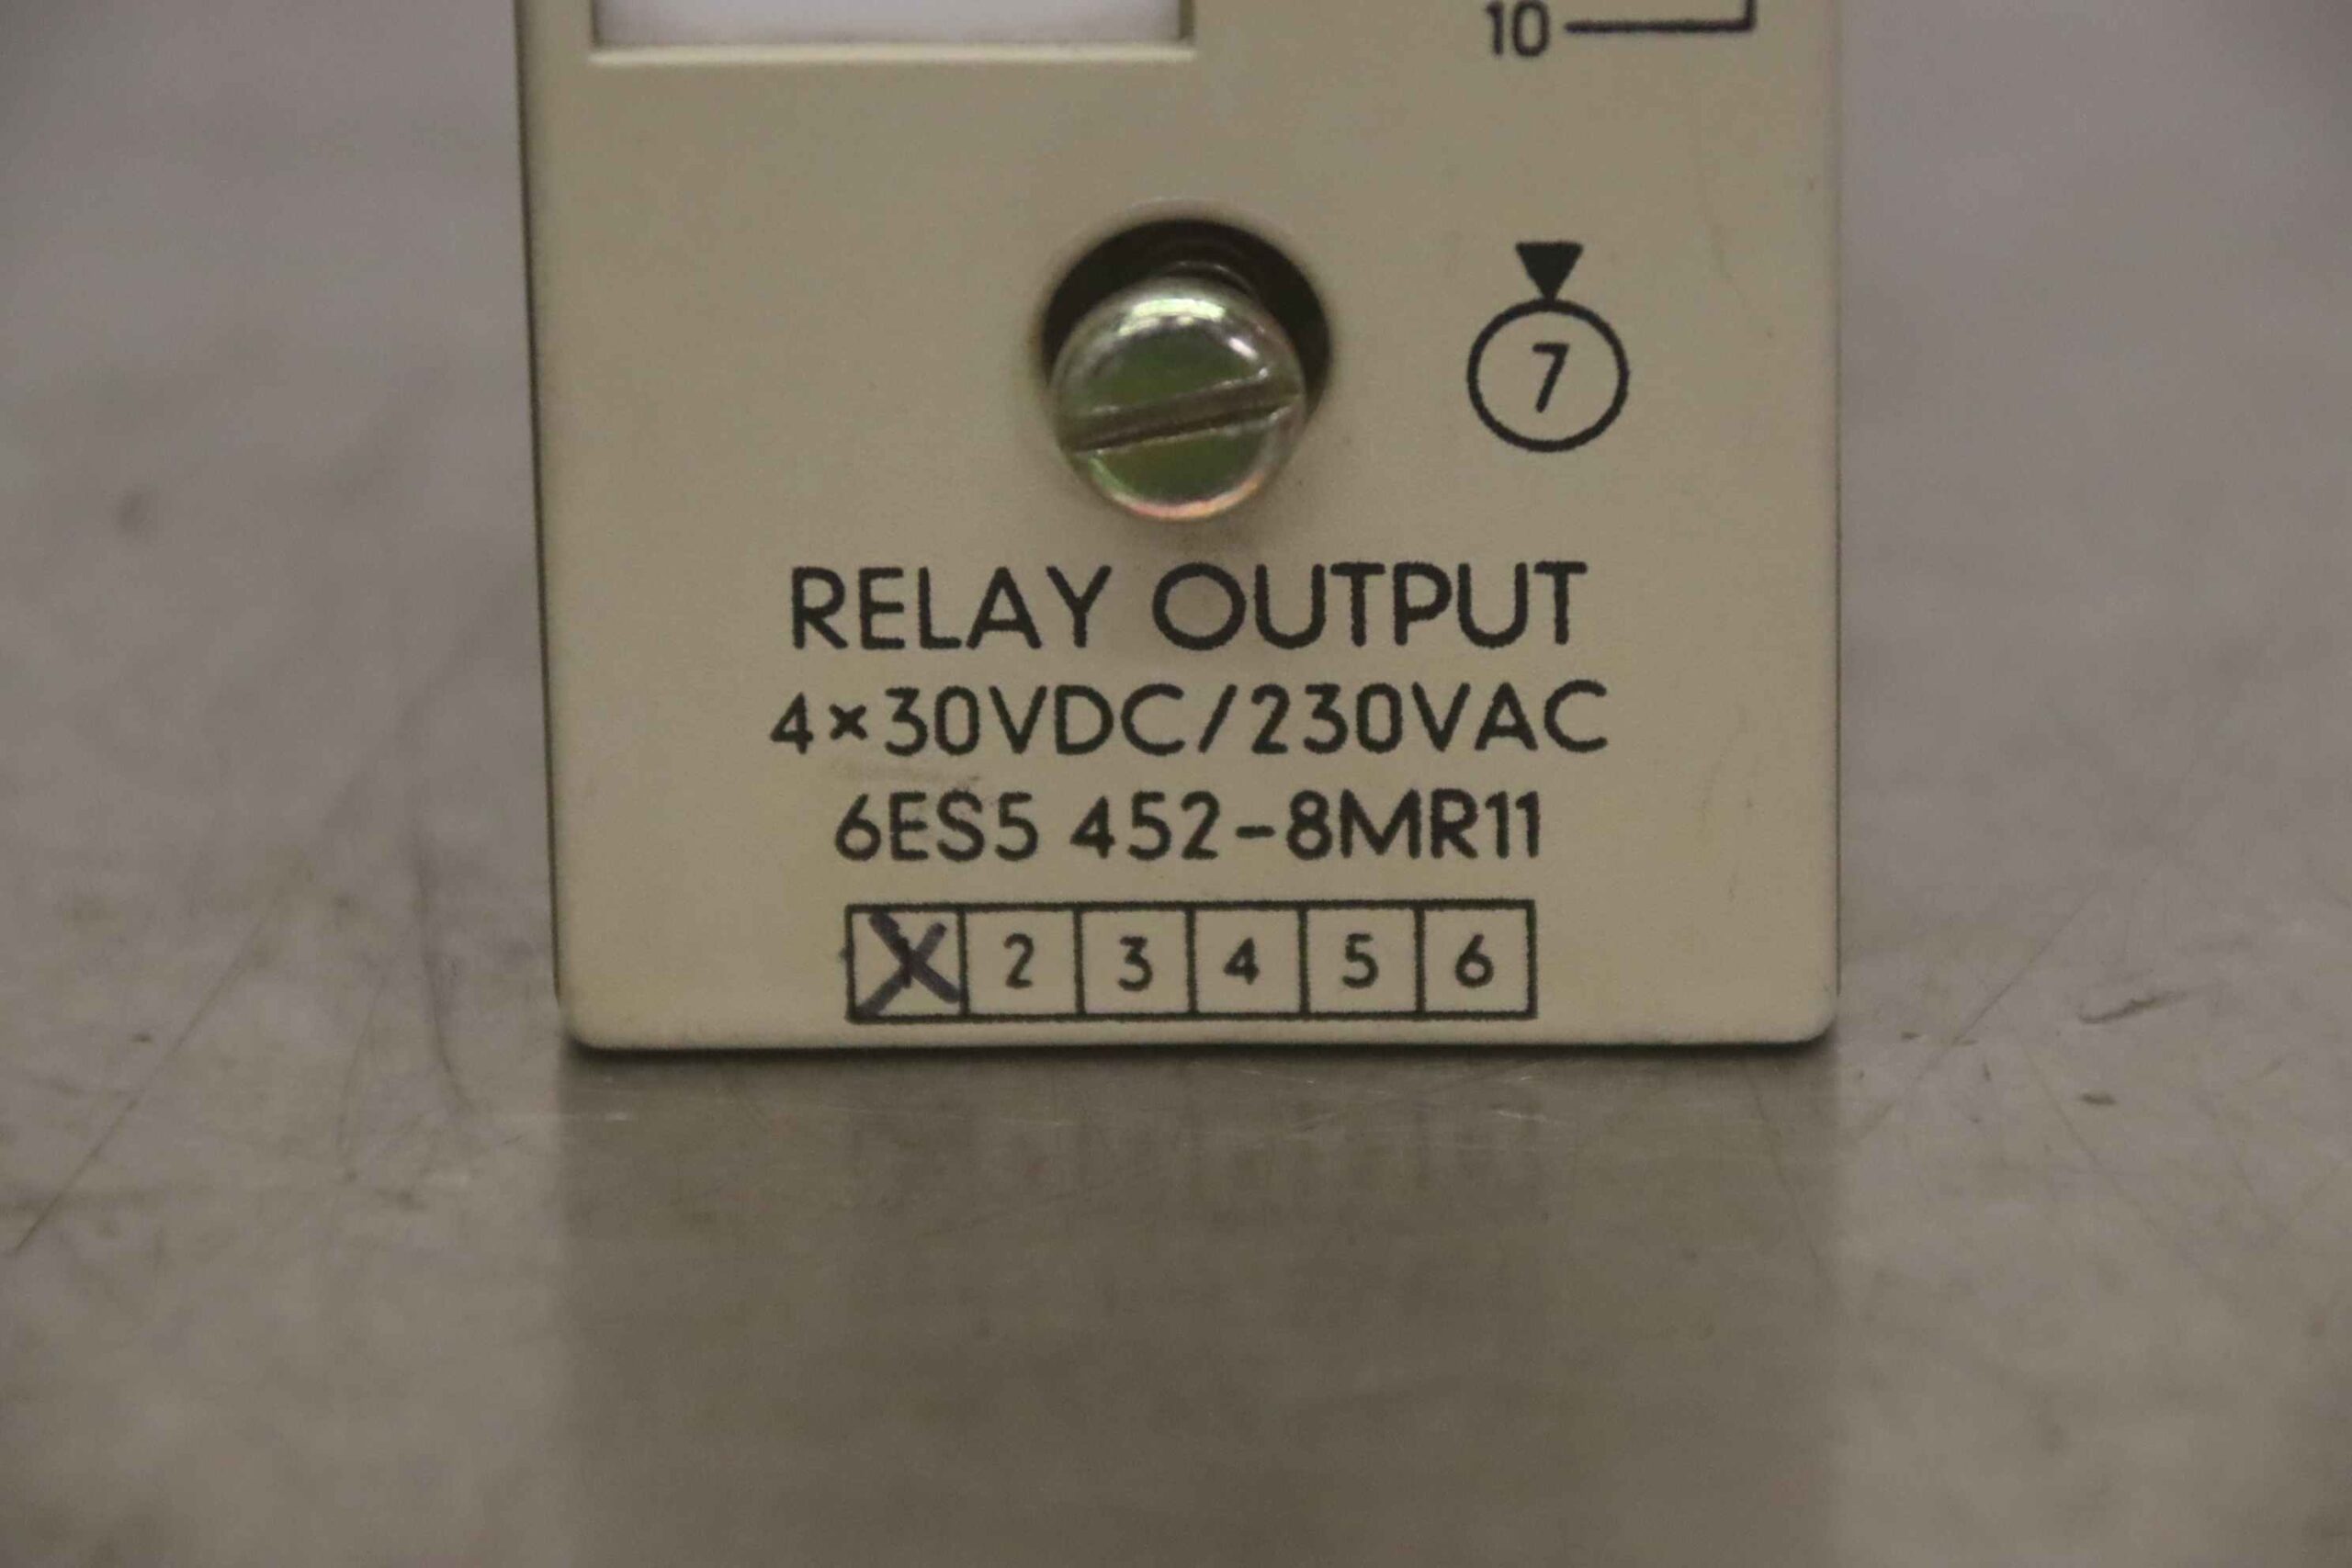 10
7
RELAY OUTPUT
4×30VDC/230VAC
6ES5 452-8MR11
X 2 3 4 5 6